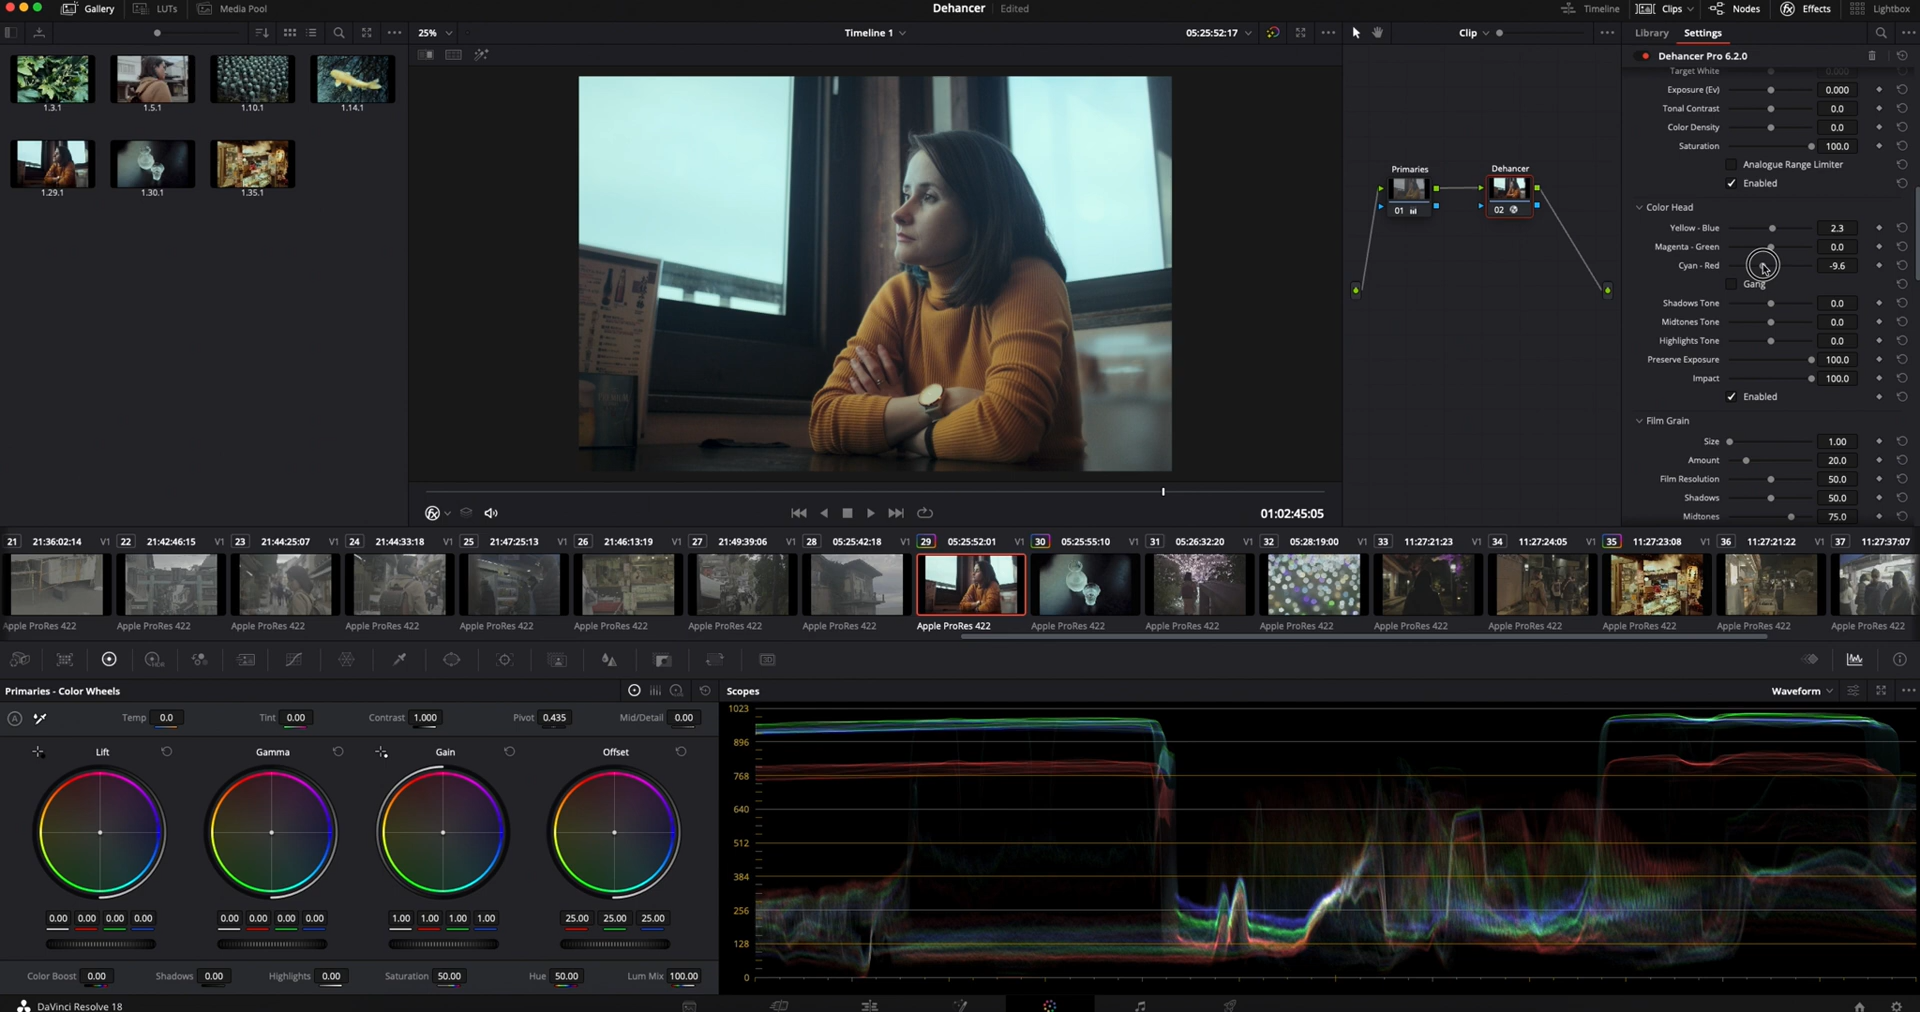 Gallery LUTs Media Pool Dehancer Edited Timeline Clips Nodes Effects Lightbox
25% Timeline 1 05:25:52:17 Clip Library Settings
Dehancer Pro 6.2.0
Target White 0.000
Exposure (Ev) 0.000
Tonal Contrast 0.0
Color Density 0.0
Saturation 100.0
Analogue Range Limiter
Enabled
Color Head
Yellow - Blue 2.3
Magenta - Green 0.0
Cyan - Red -9.6
Gang
Shadows Tone 0.0
Midtones Tone 0.0
Highlights Tone 0.0
Preserve Exposure 100.0
Impact 100.0
Enabled
Film Grain
Size 1.00
Amount 20.0
Film Resolution 50.0
Shadows 50.0
Midtones 75.0
1.3.1 1.5.1 1.10.1 1.14.1
1.29.1 1.30.1 1.35.1
Primaries Dehancer
01 02
01:02:45:05
21 21:36:02:14 V1 22 21:42:46:15 V1 23 21:44:25:07 V1 24 21:44:33:18 V1 25 21:47:25:13 V1 26 21:46:13:19 V1 27 21:49:39:06 V1 28 05:25:42:18 V1 29 05:25:52:01 V1 30 05:25:55:10 V1 31 05:26:32:20 V1 32 05:28:19:00 V1 33 11:27:21:23 V1 34 11:27:24:05 V1 35 11:27:23:08 V1 36 11:27:21:22 V1 37 11:27:37:07
Apple ProRes 422 Apple ProRes 422 Apple ProRes 422 Apple ProRes 422 Apple ProRes 422 Apple ProRes 422 Apple ProRes 422 Apple ProRes 422 Apple ProRes 422 Apple ProRes 422 Apple ProRes 422 Apple ProRes 422 Apple ProRes 422 Apple ProRes 422 Apple ProRes 422 Apple ProRes 422 Apple ProRes 422
Primaries - Color Wheels
Temp 0.0 Tint 0.00 Contrast 1.000 Pivot 0.435 Mid/Detail 0.00
Lift Gamma Gain Offset
0.00 0.00 0.00 0.00 0.00 0.00 0.00 0.00 1.00 1.00 1.00 1.00 25.00 25.00 25.00
Color Boost 0.00 Shadows 0.00 Highlights 0.00 Saturation 50.00 Hue 50.00 Lum Mix 100.00
Scopes Waveform
1023
896
768
640
512
384
256
128
0
DaVinci Resolve 18